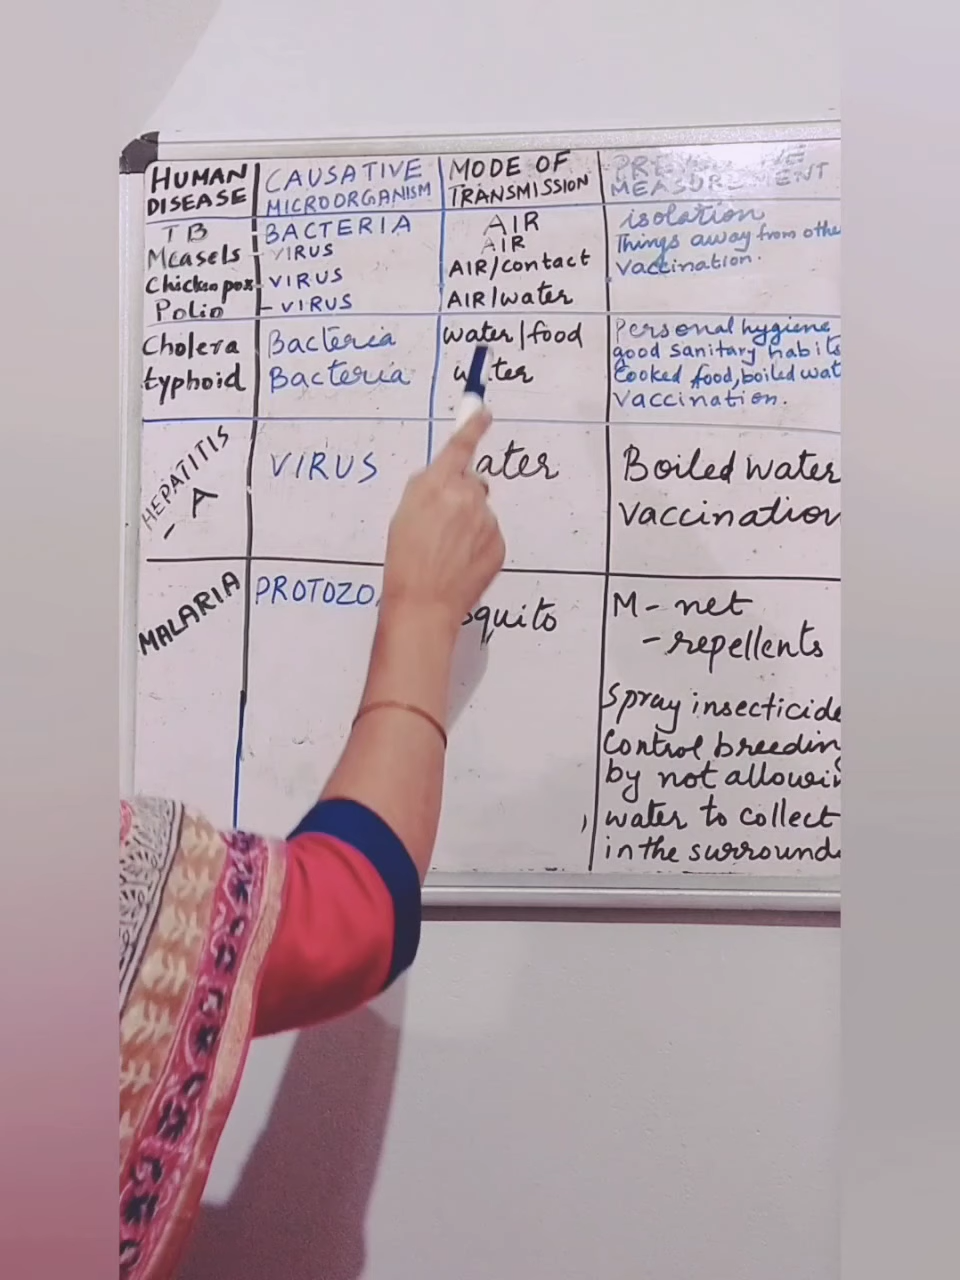 HUMAN DISEASE | CAUSATIVE MICROORGANISM | MODE OF TRANSMISSION | MEASUREMENT
TB | BACTERIA | AIR | isolation
Measels - VIRUS | AIR | Things away from othe
Chickenpox - VIRUS | AIR/contact | Vaccination.
Polio - VIRUS | AIR/water
Cholera | Bacteria | water/food | Personal hygiene
good sanitary habits
typhoid | Bacteria | water | Cooked food, boiled wat
Vaccination.
HEPATITIS - A | VIRUS | ater | Boiled water
Vaccination
MALARIA | PROTOZO | squito | M - net
- repellents
Spray insecticide
Control breedin
by not allowi
water to collect
in the surround